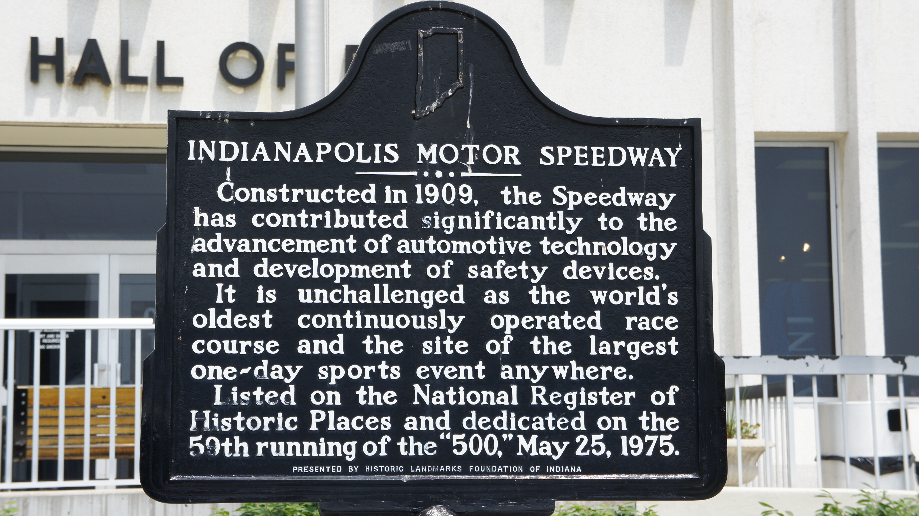 HALL OF F
INDIANAPOLIS MOTOR SPEEDWAY
Constructed in 1909, the Speedway
has contributed significantly to the
advancement of automotive technology
and development of safety devices.
It is unchallenged as the world's
oldest continuously operated race
course and the site of the largest
one-day sports event anywhere.
Listed on the National Register of
Historic Places and dedicated on the
59th running of the "500," May 25, 1975.
PRESENTED BY HISTORIC LANDMARKS FOUNDATION OF INDIANA